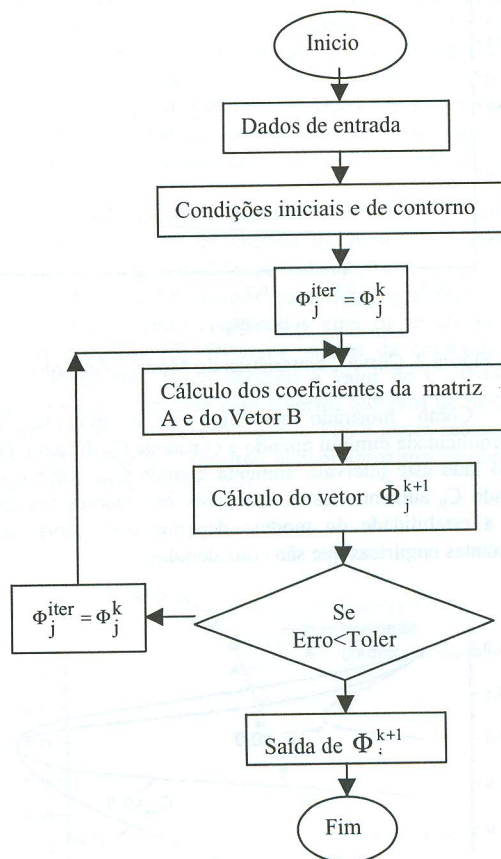 Inicio
Dados de entrada
Condições iniciais e de contorno
Φ_j^iter = Φ_j^k
Cálculo dos coeficientes da matriz
A e do Vetor B
Cálculo do vetor Φ_j^k+1
Se
Erro<Toler
Φ_j^iter = Φ_j^k
Saída de Φ^k+1
Fim